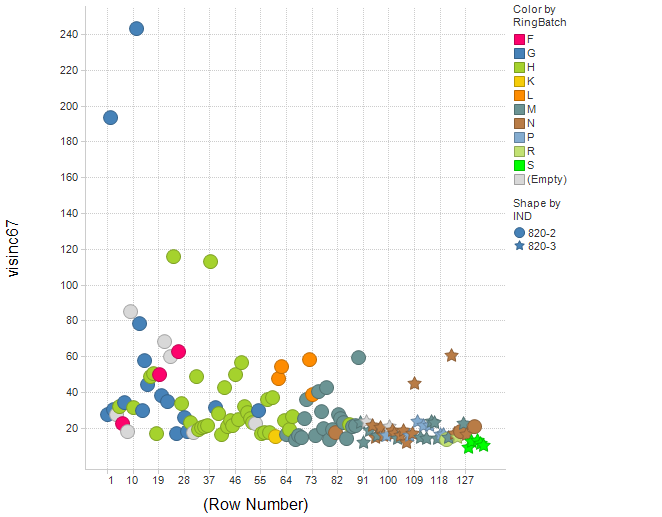 visinc67
240
220
200
180
160
140
120
100
80
60
40
20
1 10 19 28 37 46 55 64 73 82 91 100 109 118 127
(Row Number)
Color by
RingBatch
F
G
H
K
L
M
N
P
R
S
(Empty)
Shape by
IND
820-2
820-3